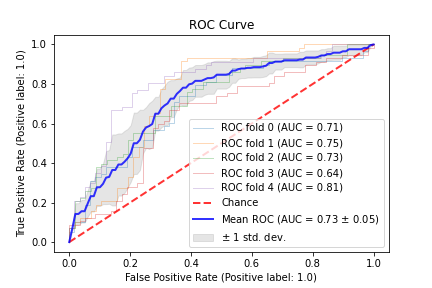 ROC Curve
True Positive Rate (Positive label: 1.0)
1.0
0.8
0.6
0.4
0.2
0.0
ROC fold 0 (AUC = 0.71)
ROC fold 1 (AUC = 0.75)
ROC fold 2 (AUC = 0.73)
ROC fold 3 (AUC = 0.64)
ROC fold 4 (AUC = 0.81)
Chance
Mean ROC (AUC = 0.73 ± 0.05)
± 1 std. dev.
0.0 0.2 0.4 0.6 0.8 1.0
False Positive Rate (Positive label: 1.0)